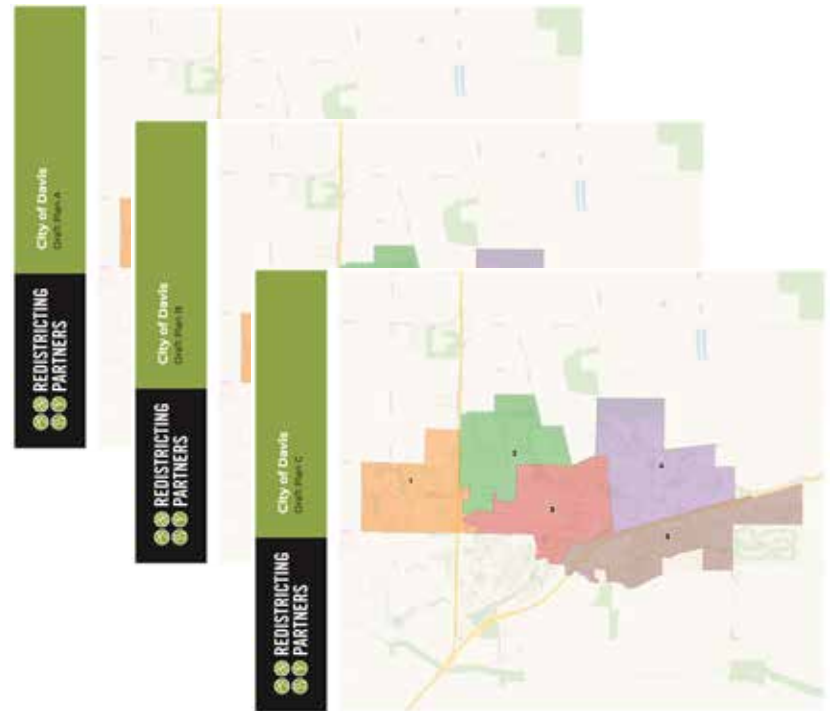 City of Davis
Draft Plan A
REDISTRICTING
PARTNERS
City of Davis
Draft Plan B
REDISTRICTING
PARTNERS
City of Davis
Draft Plan C
REDISTRICTING
PARTNERS
1